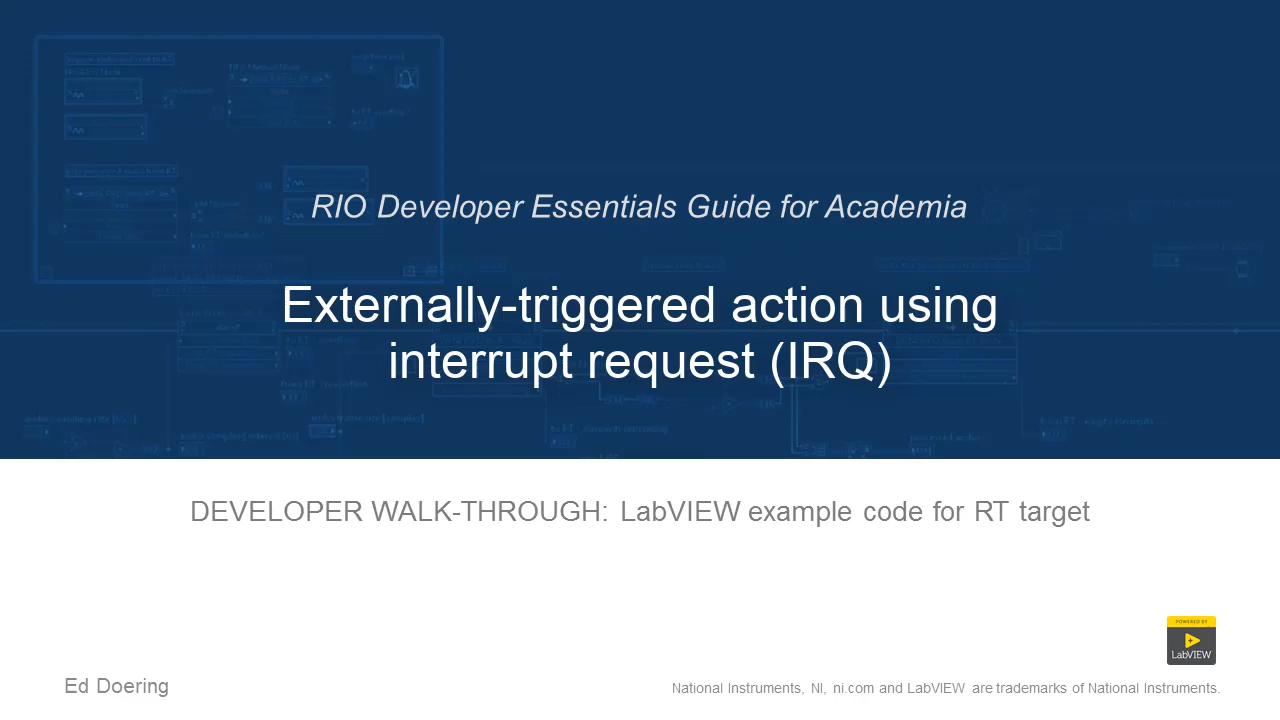 RIO Developer Essentials Guide for Academia
Externally-triggered action using
interrupt request (IRQ)
DEVELOPER WALK-THROUGH: LabVIEW example code for RT target
POWERED BY
LabVIEW
Ed Doering
National Instruments, NI, ni.com and LabVIEW are trademarks of National Instruments.